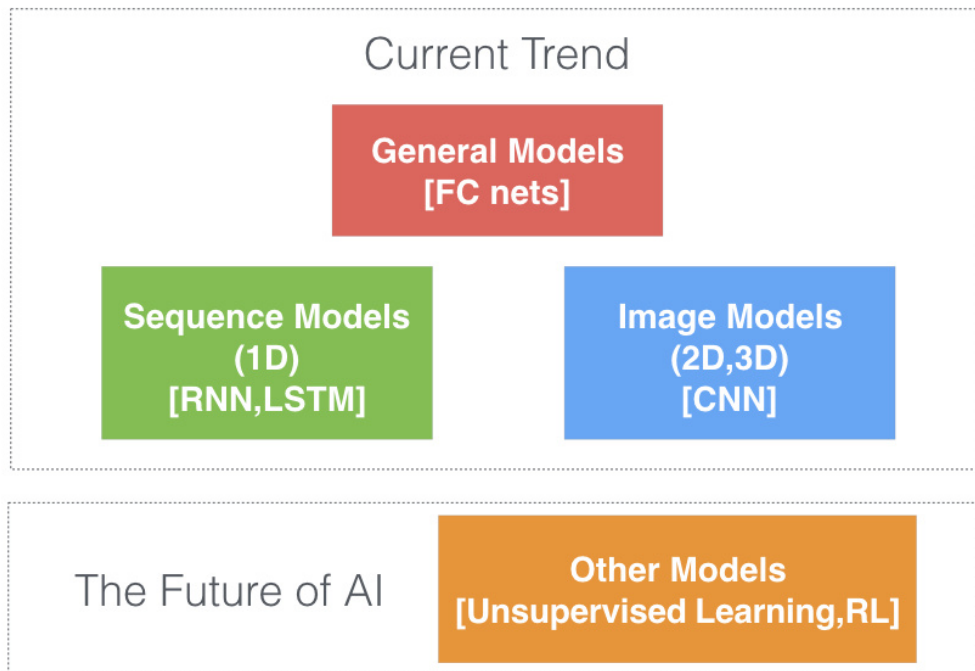 Current Trend
General Models
[FC nets]
Sequence Models
(1D)
[RNN,LSTM]
Image Models
(2D,3D)
[CNN]
The Future of AI
Other Models
[Unsupervised Learning,RL]